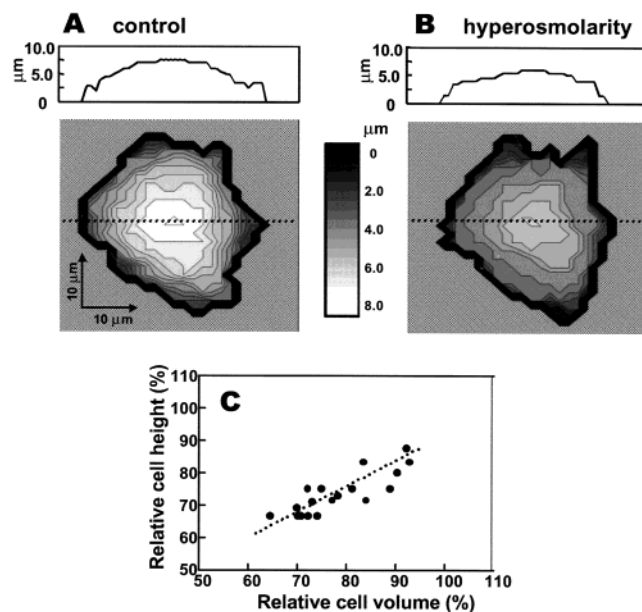 A control
B hyperosmolarity
10.0
5.0
0
μm
10.0
5.0
0
μm
μm
0
2.0
4.0
6.0
8.0
10 μm
10 μm
C
Relative cell height (%)
110
100
90
80
70
60
50
50 60 70 80 90 100 110
Relative cell volume (%)